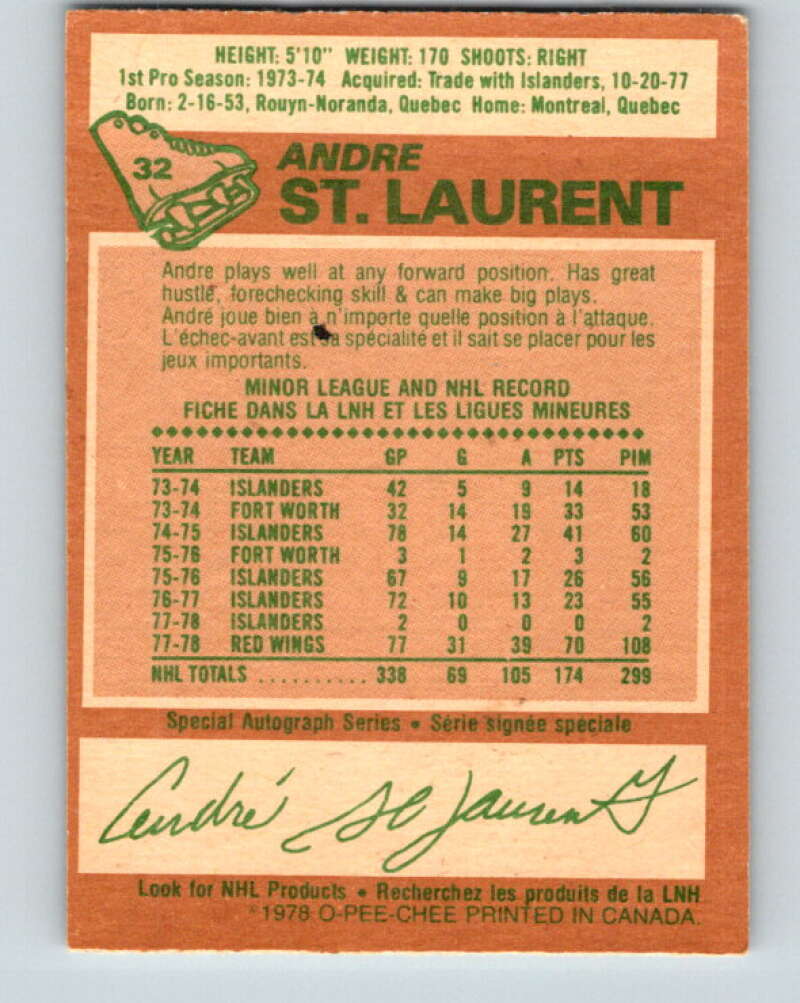 HEIGHT: 5'10" WEIGHT: 170 SHOOTS: RIGHT
1st Pro Season: 1973-74 Acquired: Trade with Islanders, 10-20-77
Born: 2-16-53, Rouyn-Noranda, Quebec Home: Montreal, Quebec
32
ANDRE
ST. LAURENT
Andre plays well at any forward position. Has great
hustle, forechecking skill & can make big plays.
André joue bien à n'importe quelle position à l'attaque.
L'échec-avant est sa spécialité et il sait se placer pour les
jeux importants.
MINOR LEAGUE AND NHL RECORD
FICHE DANS LA LNH ET LES LIGUES MINEURES
YEAR TEAM GP G A PTS PIM
73-74 ISLANDERS 42 5 9 14 18
73-74 FORT WORTH 32 14 19 33 53
74-75 ISLANDERS 78 14 27 41 60
75-76 FORT WORTH 3 1 2 3 2
75-76 ISLANDERS 67 9 17 26 56
76-77 ISLANDERS 72 10 13 23 55
77-78 ISLANDERS 2 0 0 0 2
77-78 RED WINGS 77 31 39 70 108
NHL TOTALS .......... 338 69 105 174 299
Special Autograph Series • Série signée spéciale
André St Laurent
Look for NHL Products • Recherchez les produits de la LNH
©1978 O-PEE-CHEE PRINTED IN CANADA.